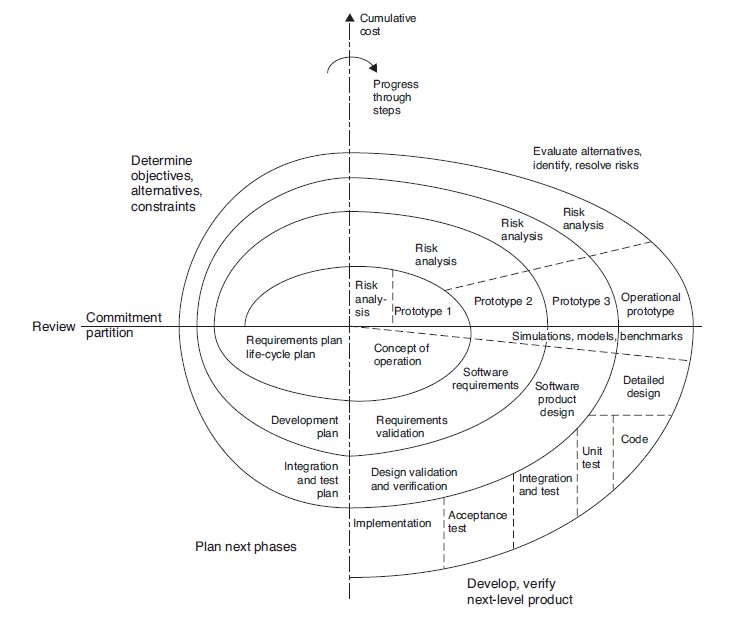 Cumulative
cost
Progress
through
steps
Evaluate alternatives,
identify, resolve risks
Determine
objectives,
alternatives,
constraints
Risk
analysis
Risk
analysis
Risk
analysis
Risk
analy-
sis
Prototype 1
Prototype 2
Prototype 3
Operational
prototype
Review
Commitment
partition
Simulations, models, benchmarks
Requirements plan
life-cycle plan
Concept of
operation
Software
requirements
Software
product
design
Detailed
design
Development
plan
Requirements
validation
Code
Unit
test
Integration
and test
plan
Design validation
and verification
Integration
and test
Implementation
Acceptance
test
Plan next phases
Develop, verify
next-level product